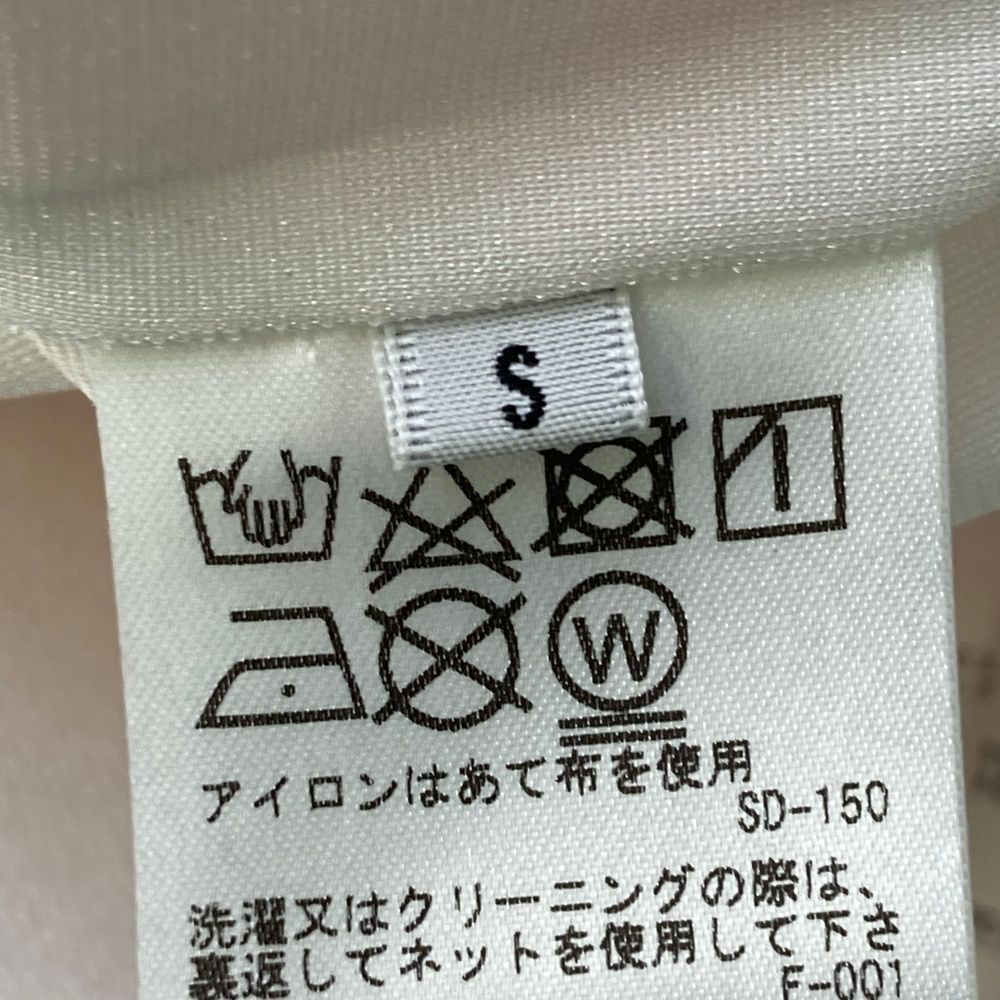 S
W
アイロンはあて布を使用
SD-150
洗濯又はクリーニングの際は、
裏返してネットを使用して下さ
F-001